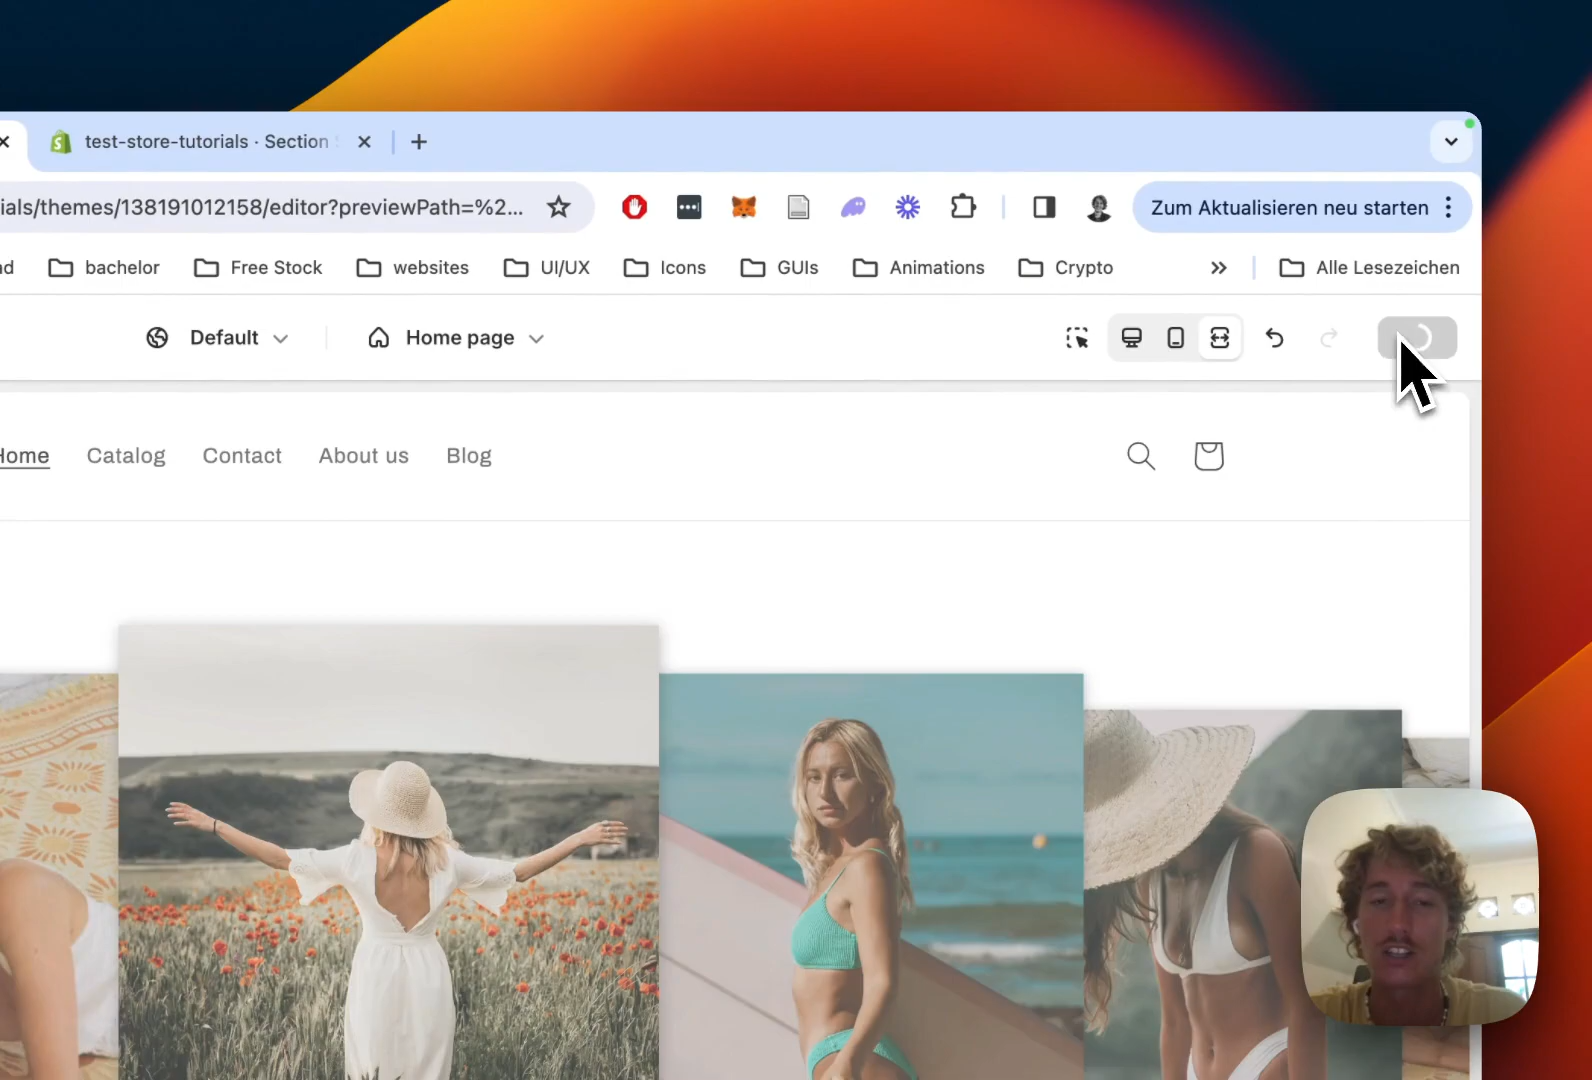 test-store-tutorials · Section
ials/themes/138191012158/editor?previewPath=%2...
Zum Aktualisieren neu starten
bachelor
Free Stock
websites
UI/UX
Icons
GUIs
Animations
Crypto
Alle Lesezeichen
Default
Home page
Home
Catalog
Contact
About us
Blog